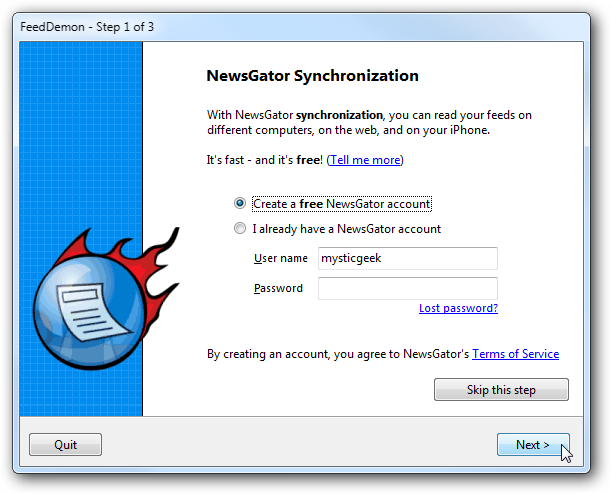 FeedDemon - Step 1 of 3
NewsGator Synchronization
With NewsGator synchronization, you can read your feeds on
different computers, on the web, and on your iPhone.
It's fast - and it's free! (Tell me more)
Create a free NewsGator account
I already have a NewsGator account
User name mysticgeek
Password
Lost password?
By creating an account, you agree to NewsGator's Terms of Service
Skip this step
Quit Next >